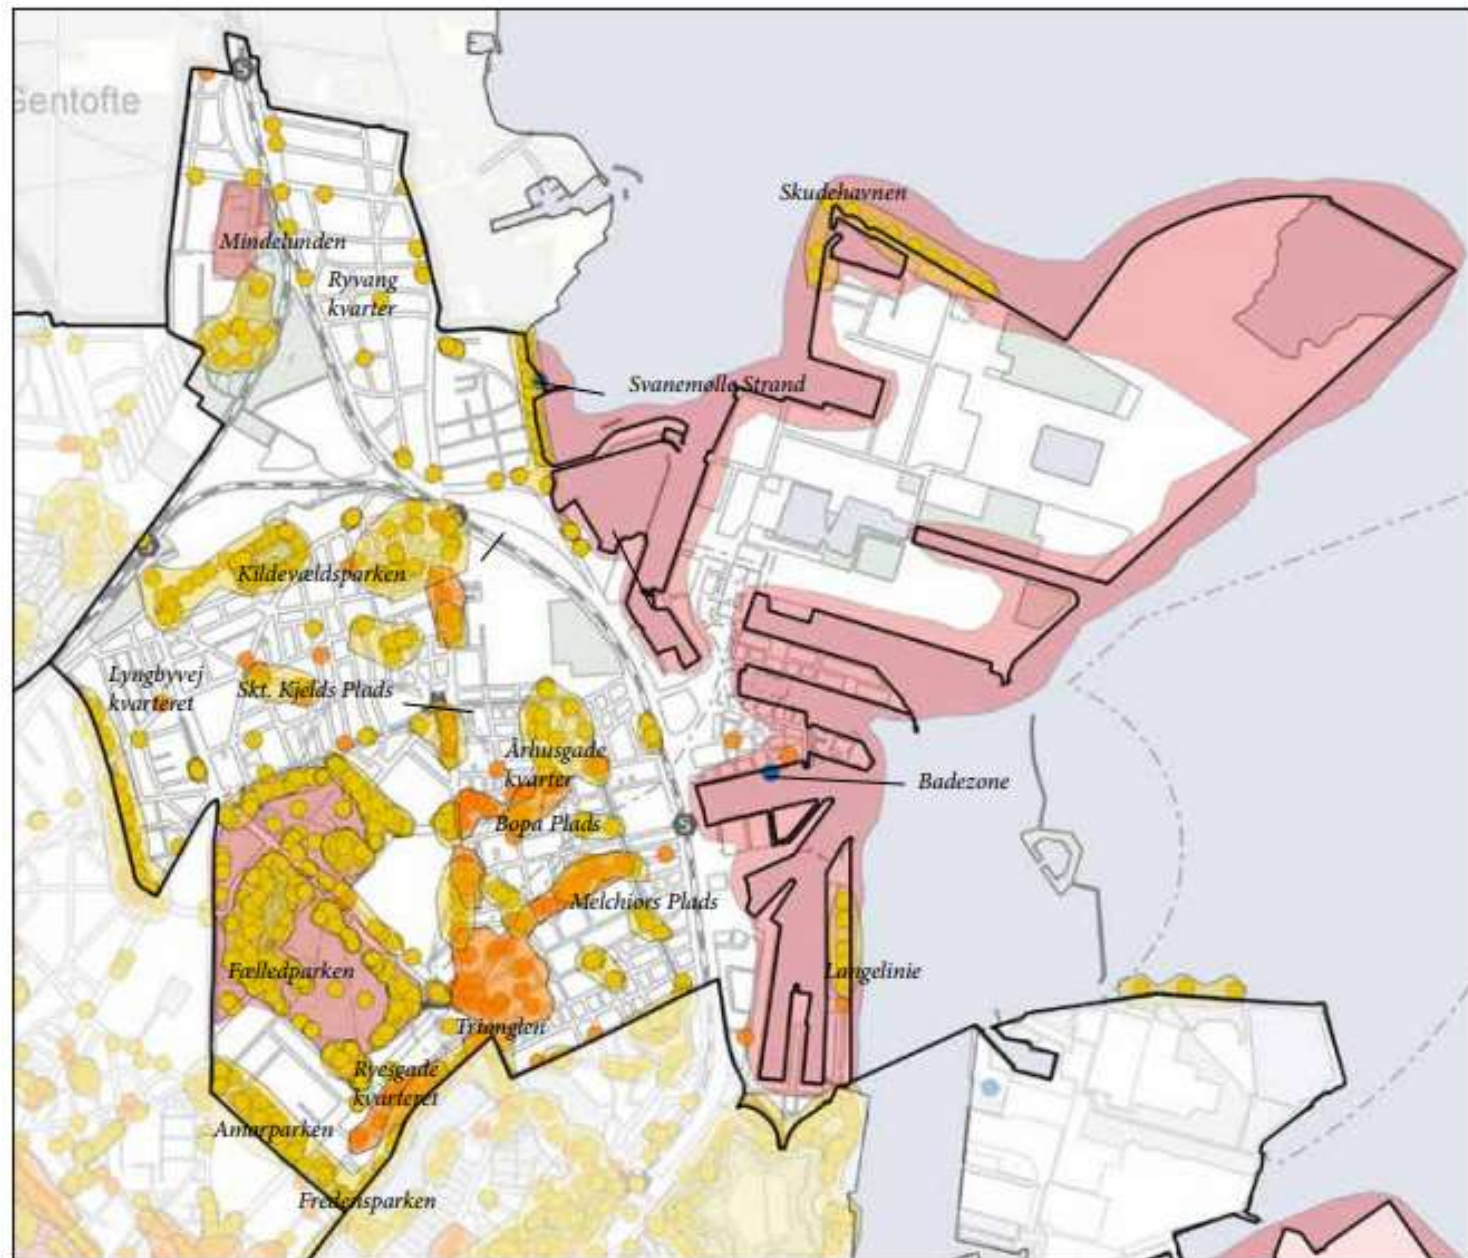 Gentofte
Skudehavnen
Mindelunden
Ryvang
kvarter
Svanemølle Strand
Kildevældsparken
Lyngbyvej
kvarteret
Skt. Kjelds Plads
Århusgade
kvarter
Badezone
Bopa Plads
Melchiors Plads
S
Fælledparken
Langelinie
Trianglen
Ryesgade
kvarteret
Amorparken
Fredensparken